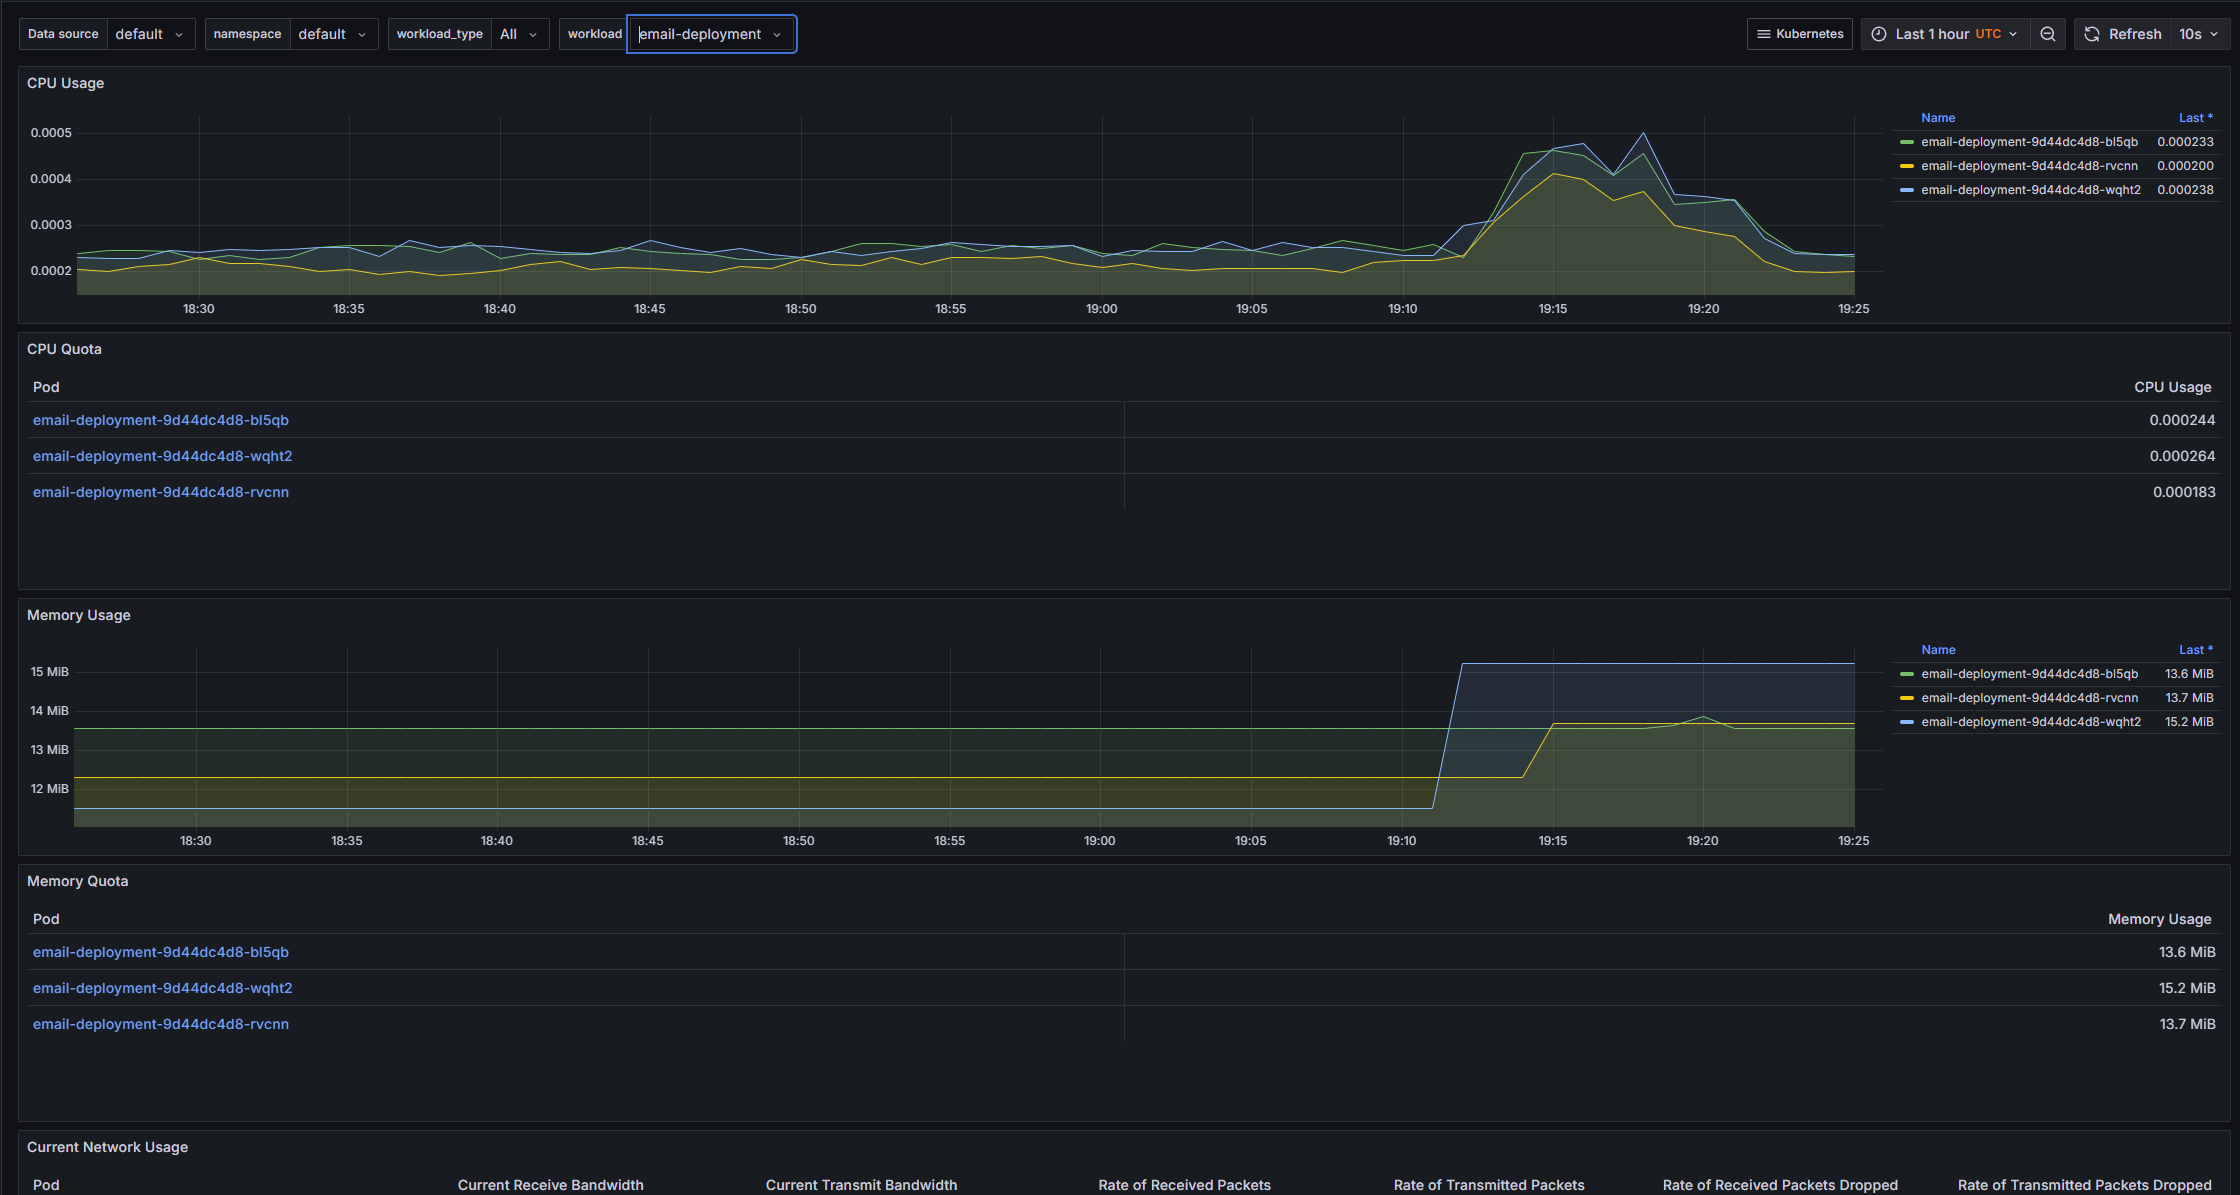 Data source default namespace default workload_type All workload email-deployment Kubernetes Last 1 hour UTC Refresh 10s
CPU Usage
Name Last *
0.0005
email-deployment-9d44dc4d8-bl5qb 0.000233
email-deployment-9d44dc4d8-rvcnn 0.000200
0.0004
email-deployment-9d44dc4d8-wqht2 0.000238
0.0003
0.0002
18:30 18:35 18:40 18:45 18:50 18:55 19:00 19:05 19:10 19:15 19:20 19:25
CPU Quota
Pod CPU Usage
email-deployment-9d44dc4d8-bl5qb 0.000244
email-deployment-9d44dc4d8-wqht2 0.000264
email-deployment-9d44dc4d8-rvcnn 0.000183
Memory Usage
Name Last *
15 MiB
email-deployment-9d44dc4d8-bl5qb 13.6 MiB
email-deployment-9d44dc4d8-rvcnn 13.7 MiB
14 MiB
email-deployment-9d44dc4d8-wqht2 15.2 MiB
13 MiB
12 MiB
18:30 18:35 18:40 18:45 18:50 18:55 19:00 19:05 19:10 19:15 19:20 19:25
Memory Quota
Pod Memory Usage
email-deployment-9d44dc4d8-bl5qb 13.6 MiB
email-deployment-9d44dc4d8-wqht2 15.2 MiB
email-deployment-9d44dc4d8-rvcnn 13.7 MiB
Current Network Usage
Pod Current Receive Bandwidth Current Transmit Bandwidth Rate of Received Packets Rate of Transmitted Packets Rate of Received Packets Dropped Rate of Transmitted Packets Dropped